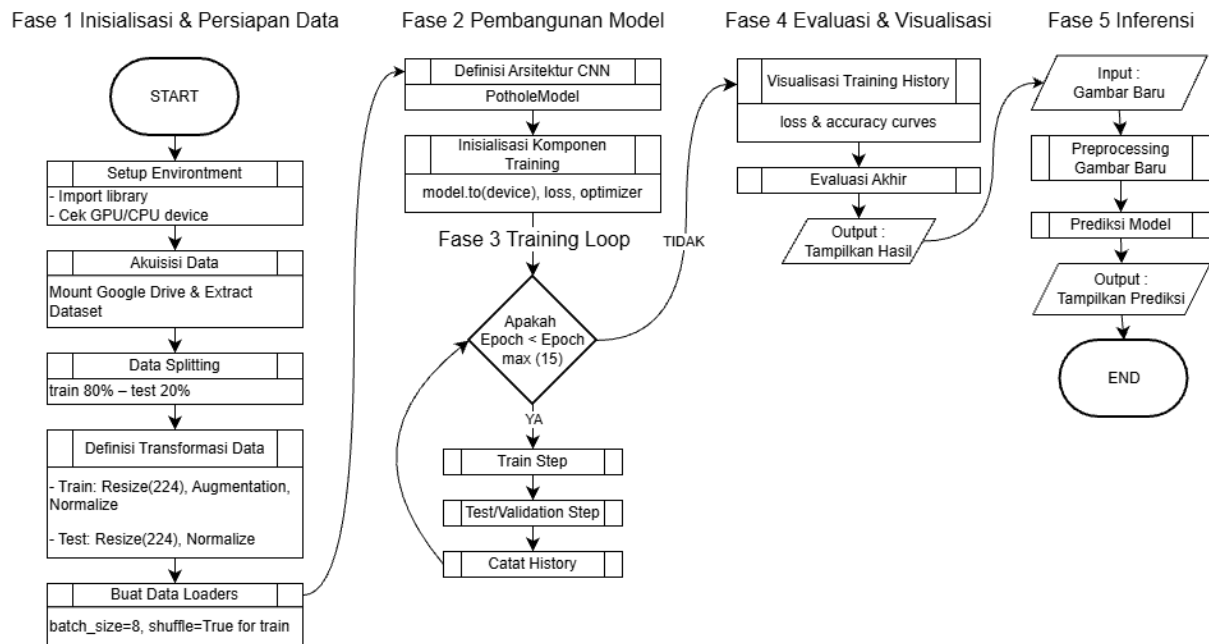 Fase 1 Inisialisasi & Persiapan Data
START
Setup Environtment
- Import library
- Cek GPU/CPU device
Akuisisi Data
Mount Google Drive & Extract
Dataset
Data Splitting
train 80% – test 20%
Definisi Transformasi Data
- Train: Resize(224), Augmentation,
Normalize
- Test: Resize(224), Normalize
Buat Data Loaders
batch_size=8, shuffle=True for train
Fase 2 Pembangunan Model
Definisi Arsitektur CNN
PotholeModel
Inisialisasi Komponen
Training
model.to(device), loss, optimizer
Fase 3 Training Loop
Apakah
Epoch < Epoch
max (15)
TIDAK
YA
Train Step
Test/Validation Step
Catat History
Fase 4 Evaluasi & Visualisasi
Visualisasi Training History
loss & accuracy curves
Evaluasi Akhir
Output :
Tampilkan Hasil
Fase 5 Inferensi
Input :
Gambar Baru
Preprocessing
Gambar Baru
Prediksi Model
Output :
Tampilkan Prediksi
END